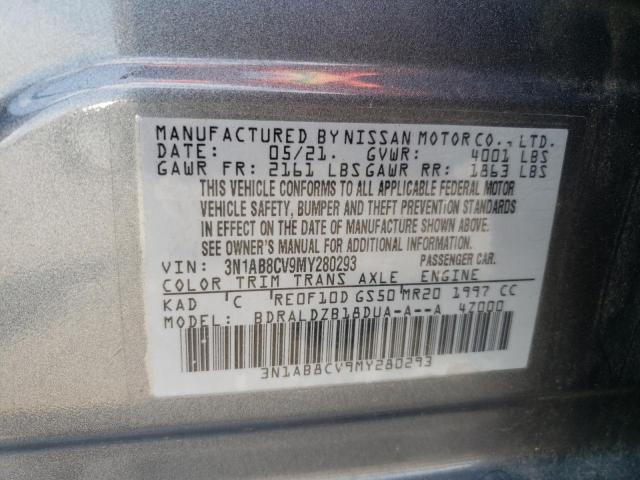 MANUFACTURED BY NISSAN MOTOR CO., LTD.
DATE: 05/21. GVWR: 4001 LBS
GAWR FR: 2161 LBS GAWR RR: 1863 LBS
THIS VEHICLE CONFORMS TO ALL APPLICABLE FEDERAL MOTOR
VEHICLE SAFETY, BUMPER AND THEFT PREVENTION STANDARDS
IN EFFECT ON THE DATE OF MANUFACTURE SHOWN ABOVE.
SEE OWNER'S MANUAL FOR ADDITIONAL INFORMATION.
VIN: 3N1AB8CV9MY280293 PASSENGER CAR.
COLOR TRIM TRANS AXLE ENGINE
KAD C RE0F10D GS50 MR20 1997 CC
MODEL: BDRALDZB18DUA-A--A 4Z000
3N1AB8CV9MY280293